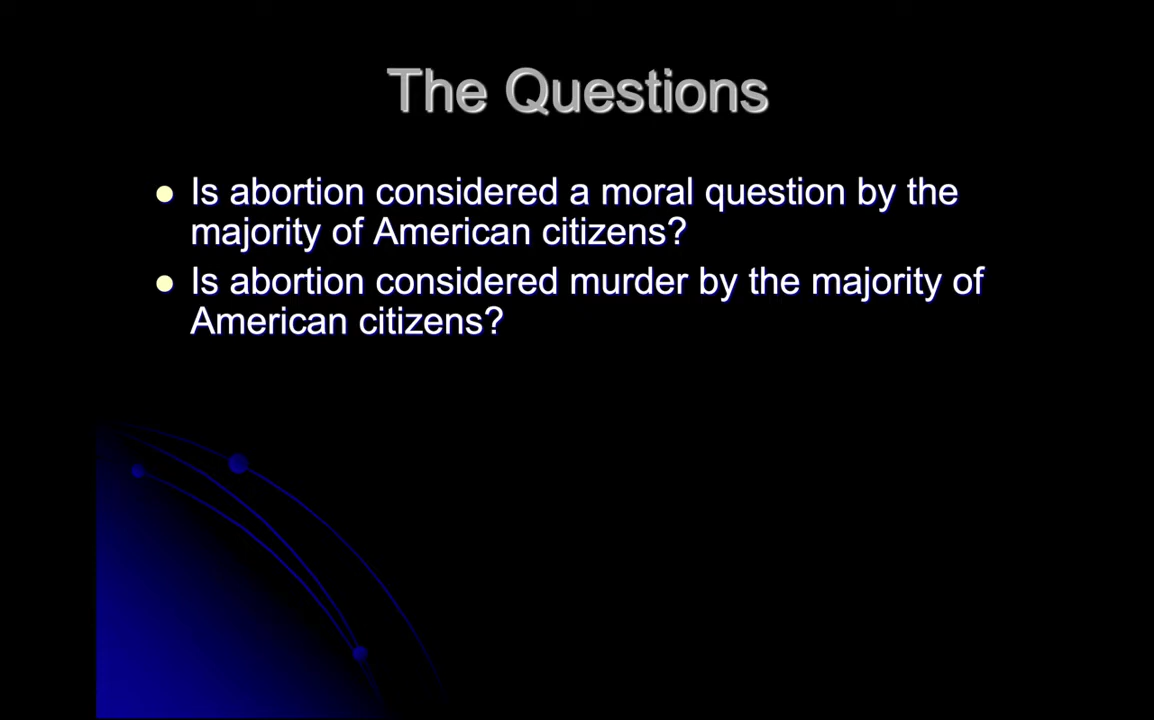 The Questions
Is abortion considered a moral question by the
majority of American citizens?
Is abortion considered murder by the majority of
American citizens?